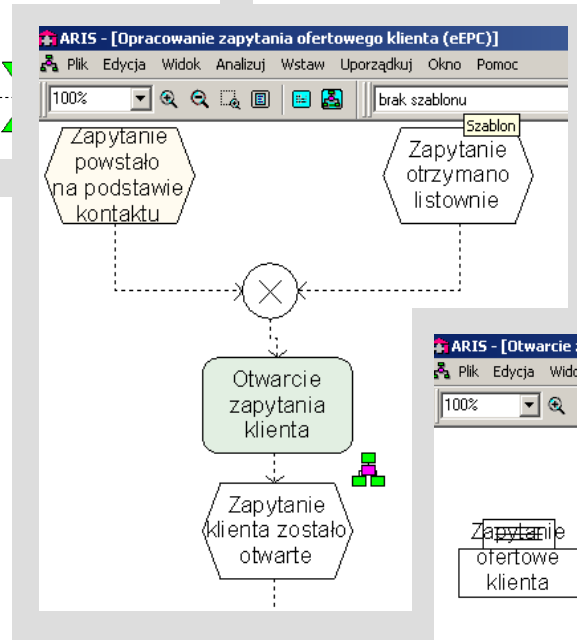 ARIS - [Opracowanie zapytania ofertowego klienta (eEPC)]
Plik Edycja Widok Analizuj Wstaw Uporządkuj Okno Pomoc
100%
brak szablonu
Szablon
Zapytanie
powstało
na podstawie
kontaktu
Zapytanie
otrzymano
listownie
Otwarcie
zapytania
klienta
Zapytanie
klienta zostało
otwarte
ARIS - [Otwarcie
Plik Edycja
100%
Zapytanie
ofertowe
klienta